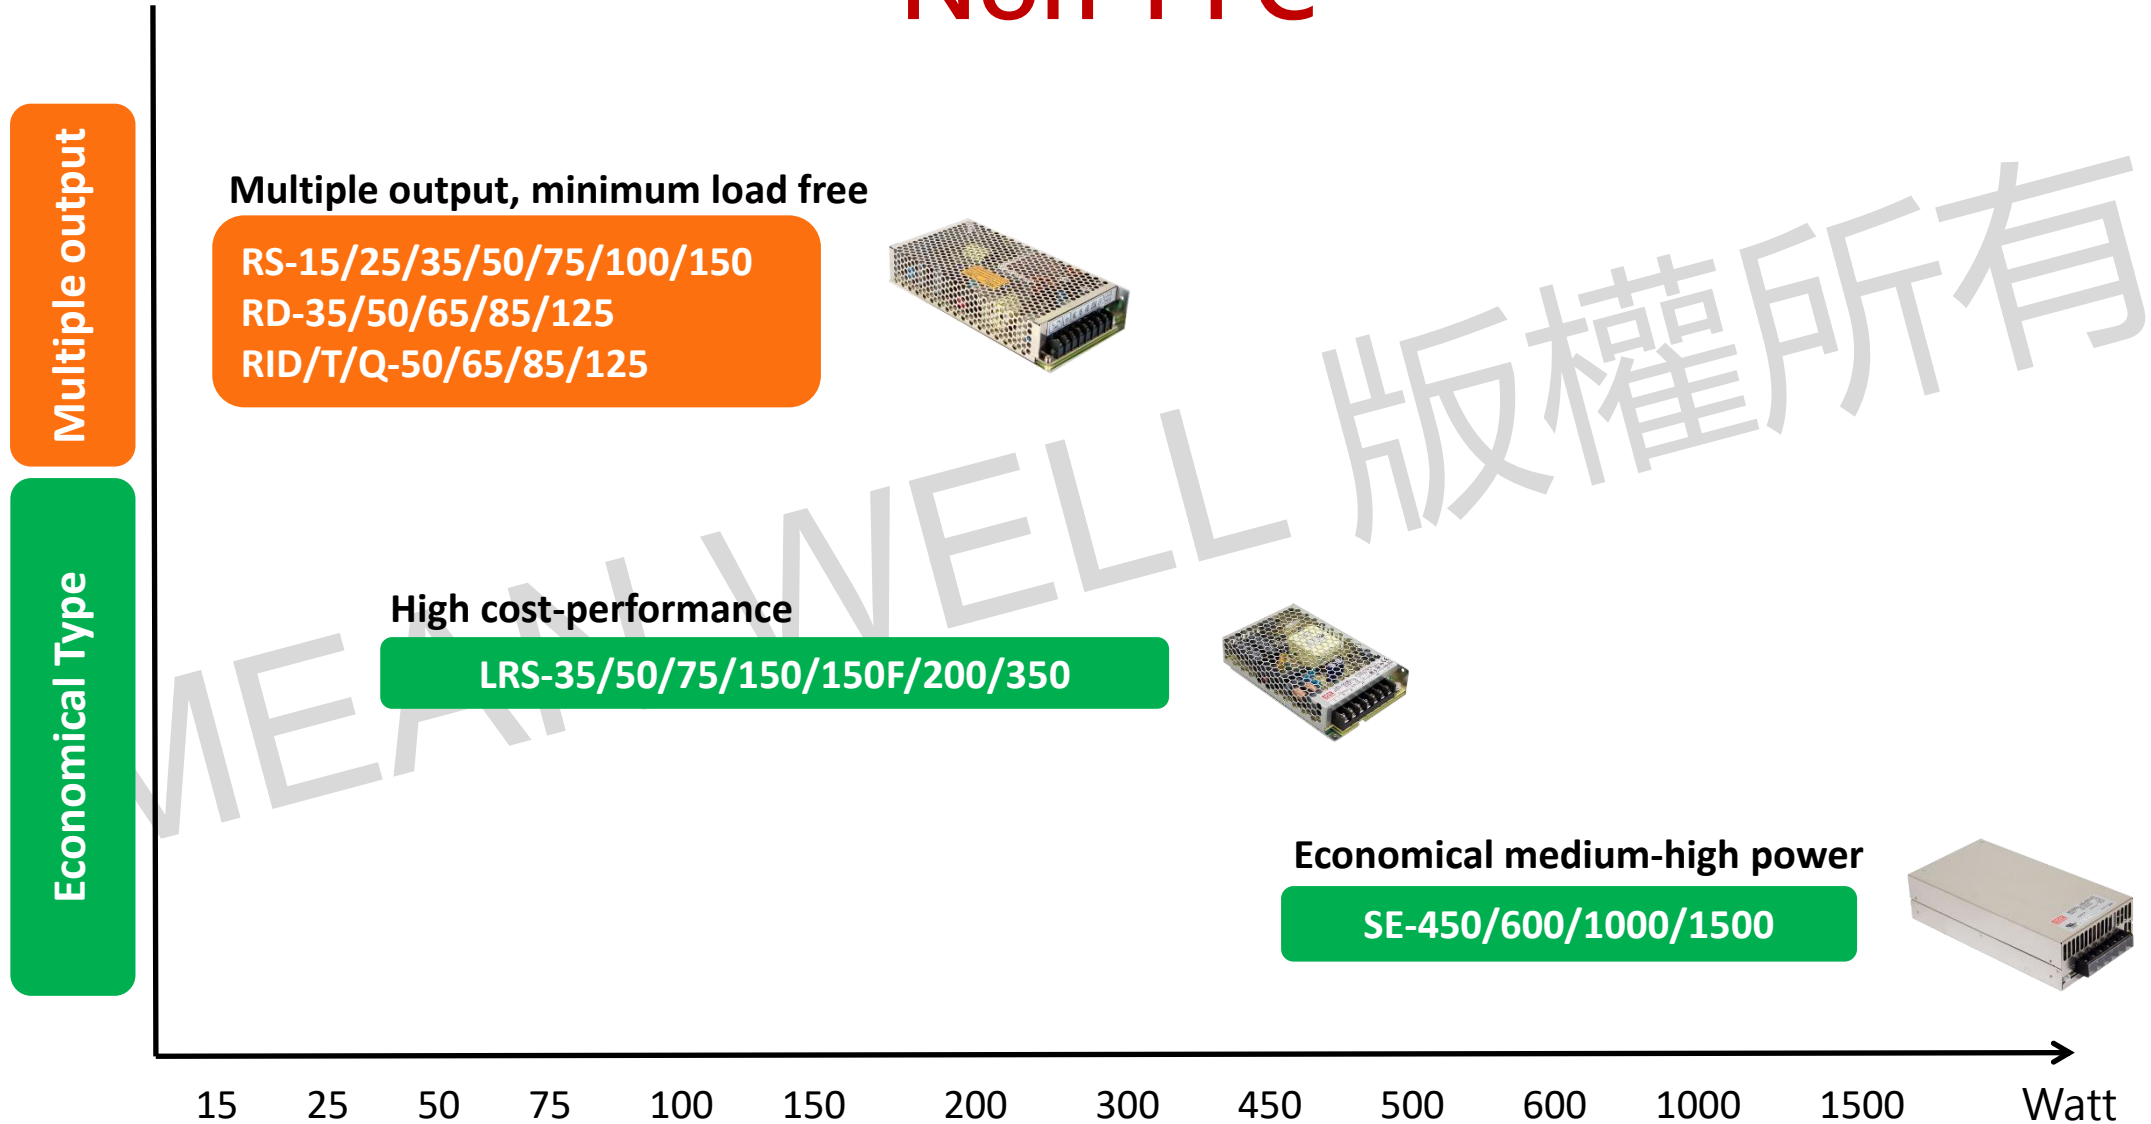 Non PFC
Multiple output
Multiple output, minimum load free
RS-15/25/35/50/75/100/150
RD-35/50/65/85/125
RID/T/Q-50/65/85/125
Economical Type
High cost-performance
LRS-35/50/75/150/150F/200/350
Economical medium-high power
SE-450/600/1000/1500
MEAN WELL 版權所有
15 25 50 75 100 150 200 300 450 500 600 1000 1500 Watt